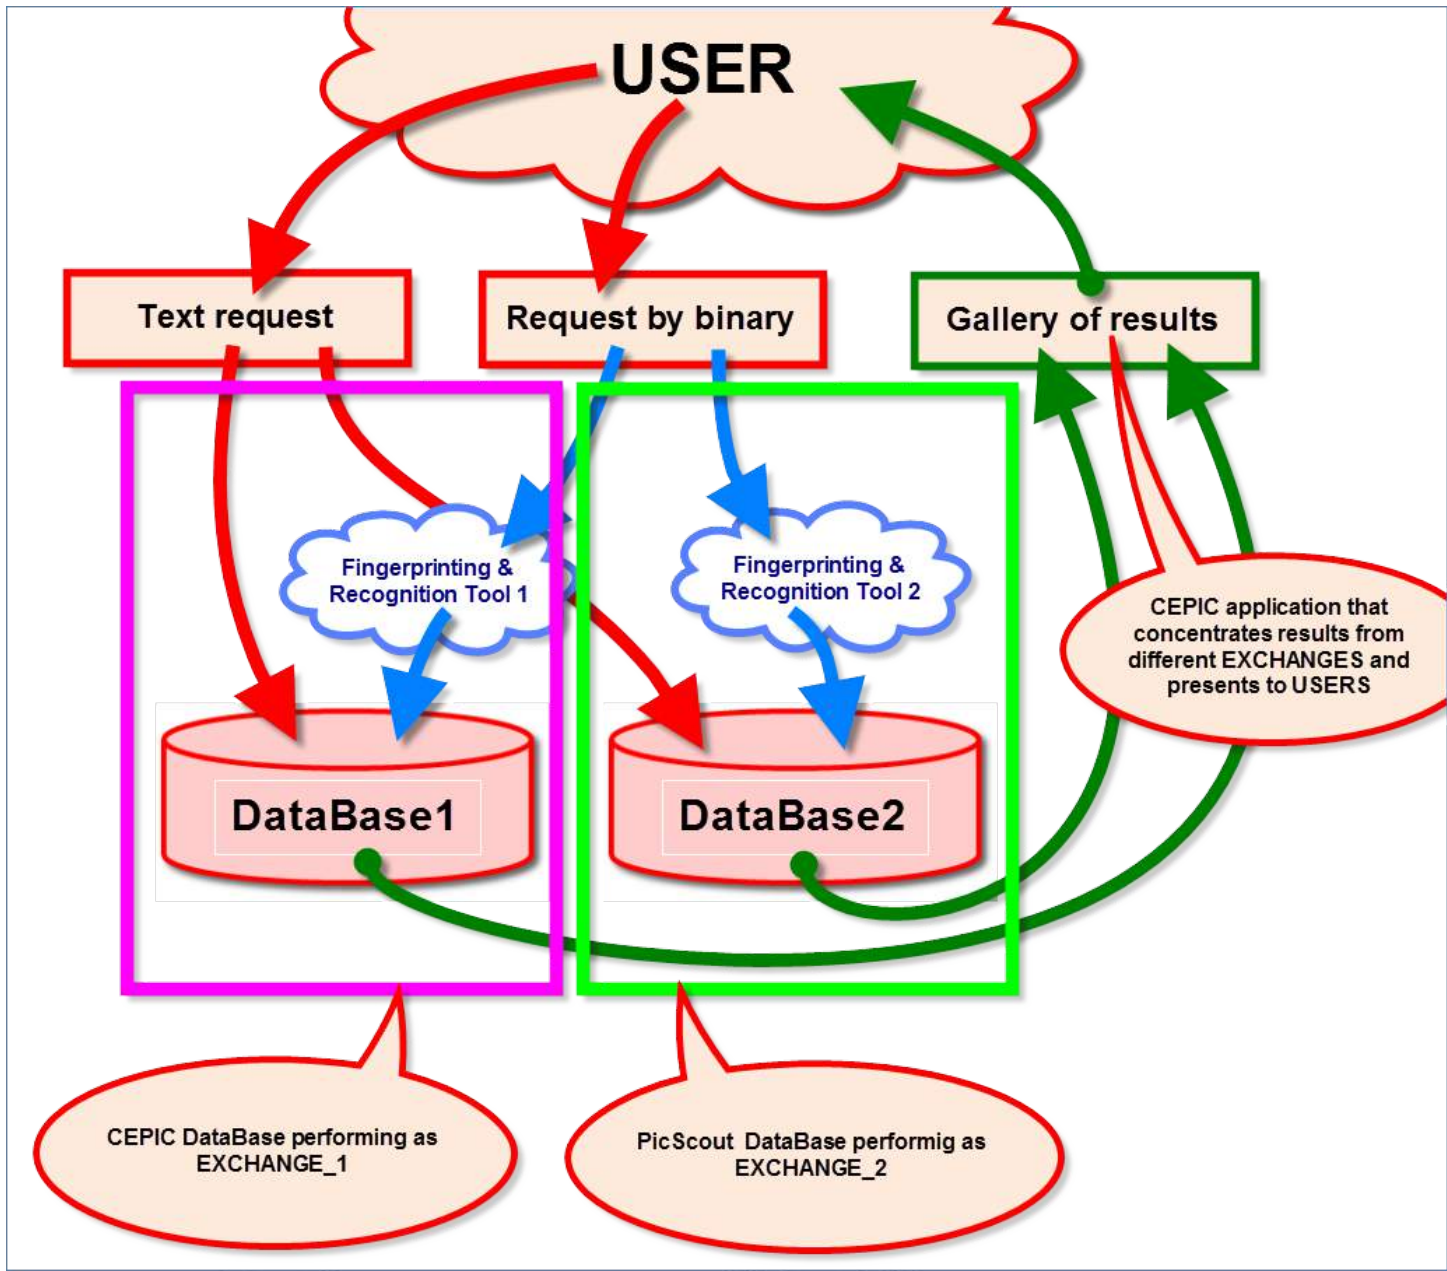 USER
Text request
Request by binary
Gallery of results
Fingerprinting &
Recognition Tool 1
Fingerprinting &
Recognition Tool 2
CEPIC application that
concentrates results from
different EXCHANGES and
presents to USERS
DataBase1
DataBase2
CEPIC DataBase performing as
EXCHANGE_1
PicScout DataBase performig as
EXCHANGE_2